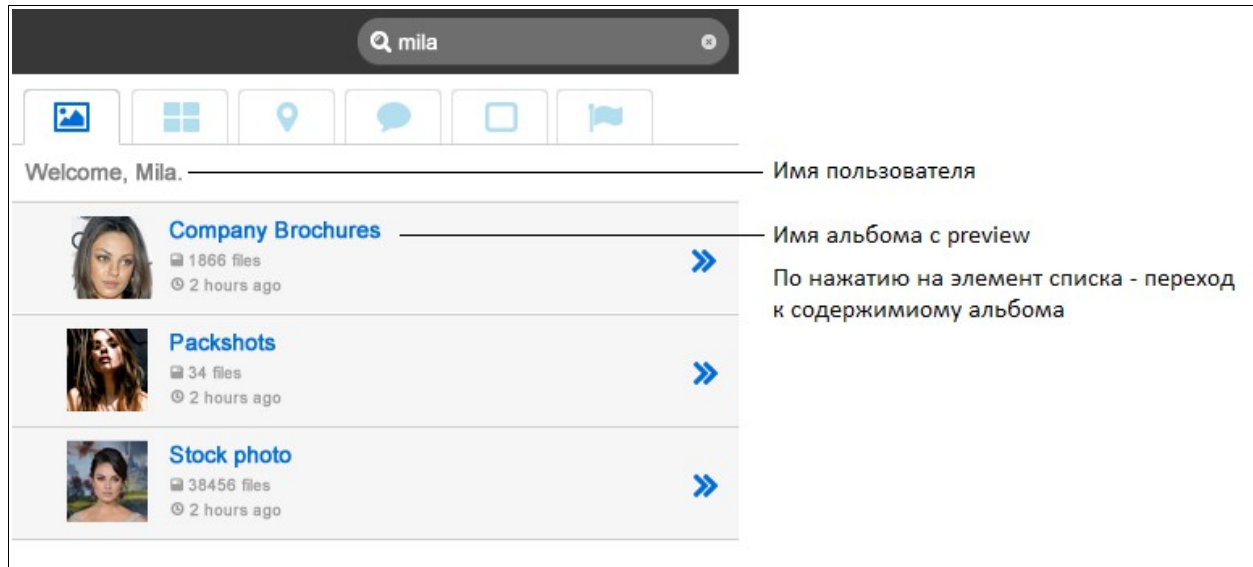 mila
Welcome, Mila.
Имя пользователя
Company Brochures
1866 files
2 hours ago
Имя альбома с preview
По нажатию на элемент списка - переход
к содержимиому альбома
Packshots
34 files
2 hours ago
Stock photo
38456 files
2 hours ago